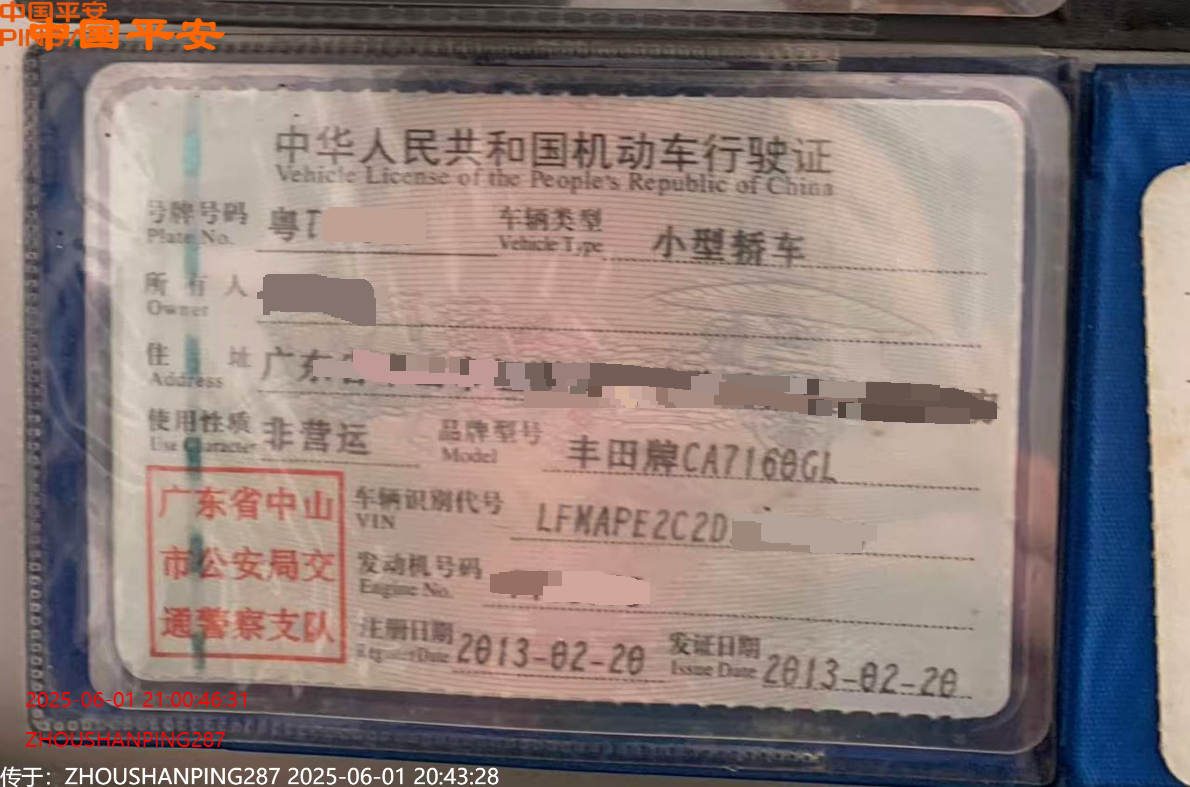 中国平安
中国平安
中华人民共和国机动车行驶证
Vehicle License of the People's Republic of China
号牌号码 粤T 车辆类型 小型轿车
Plate No. Vehicle Type
所有人
Owner
住址 广东省
Address
使用性质 非营运 品牌型号 丰田牌CA7160GL
Use Character Model
广东省中山 车辆识别代号 LFMAPE2C2D
VIN
市公安局交 发动机号码
Engine No.
通警察支队 注册日期 2013-02-20 发证日期 2013-02-20
Register Date Issue Date
2025-06-01 21:00:46:31
ZHOUSHANPING287
传于：ZHOUSHANPING287 2025-06-01 20:43:28